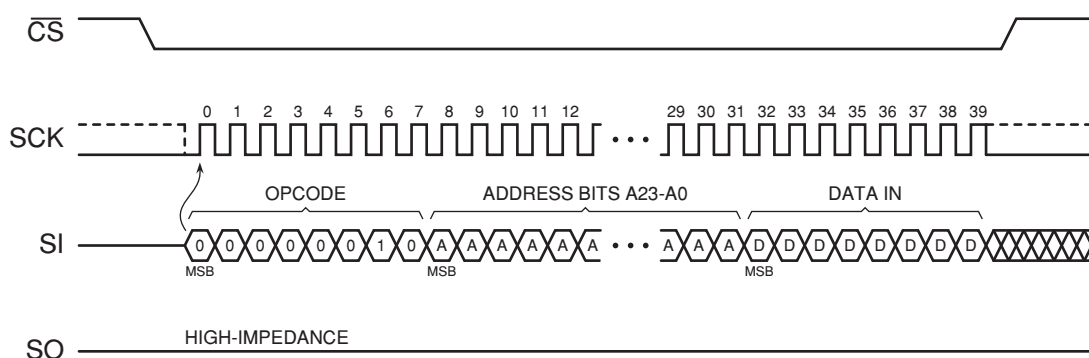 CS
0 1 2 3 4 5 6 7 8 9 10 11 12 29 30 31 32 33 34 35 36 37 38 39
SCK
OPCODE ADDRESS BITS A23-A0 DATA IN
SI 0 0 0 0 0 0 1 0 A A A A A A A A A D D D D D D D D
MSB MSB MSB
HIGH-IMPEDANCE
SO